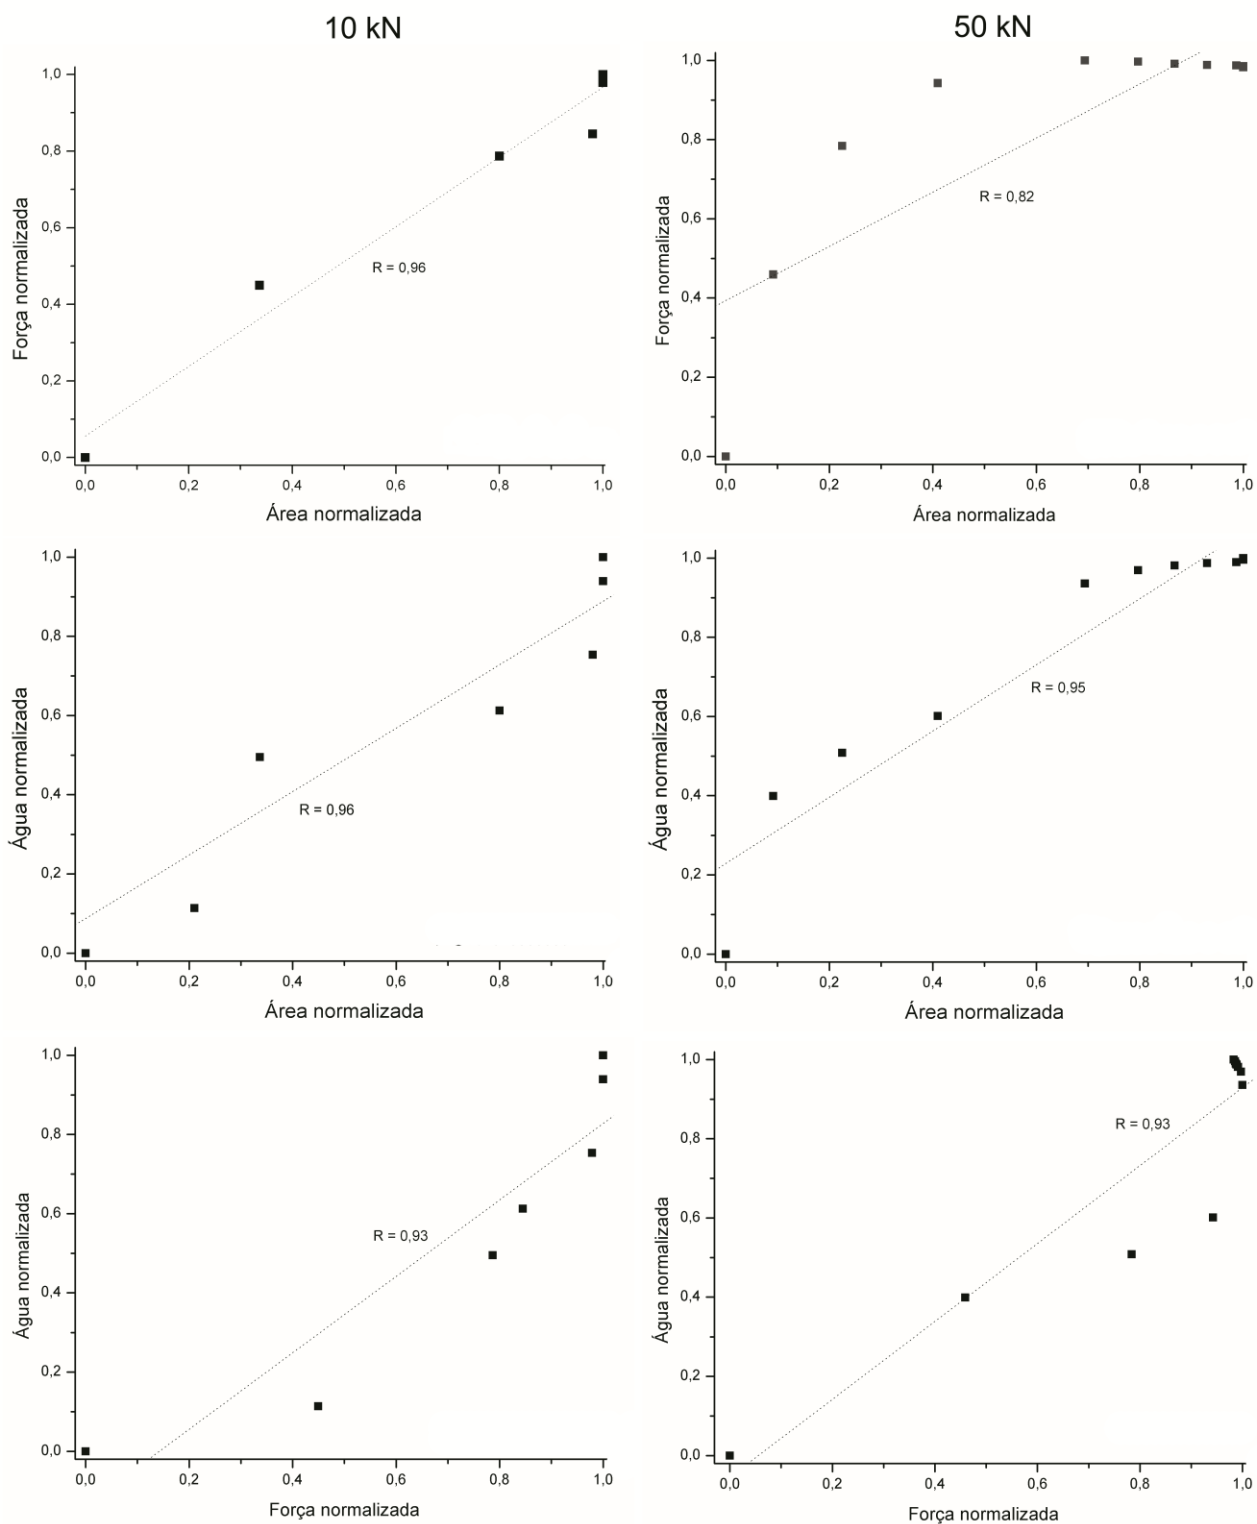 10 kN
50 kN
1,0
0,8
0,6
0,4
0,2
0,0
Força normalizada
R = 0,96
0,0 0,2 0,4 0,6 0,8 1,0
Área normalizada
1,0
0,8
0,6
0,4
0,2
0,0
Força normalizada
R = 0,82
0,0 0,2 0,4 0,6 0,8 1,0
Área normalizada
1,0
0,8
0,6
0,4
0,2
0,0
Água normalizada
R = 0,96
0,0 0,2 0,4 0,6 0,8 1,0
Área normalizada
1,0
0,8
0,6
0,4
0,2
0,0
Água normalizada
R = 0,95
0,0 0,2 0,4 0,6 0,8 1,0
Área normalizada
1,0
0,8
0,6
0,4
0,2
0,0
Água normalizada
R = 0,93
0,0 0,2 0,4 0,6 0,8 1,0
Força normalizada
1,0
0,8
0,6
0,4
0,2
0,0
Água normalizada
R = 0,93
0,0 0,2 0,4 0,6 0,8 1,0
Força normalizada